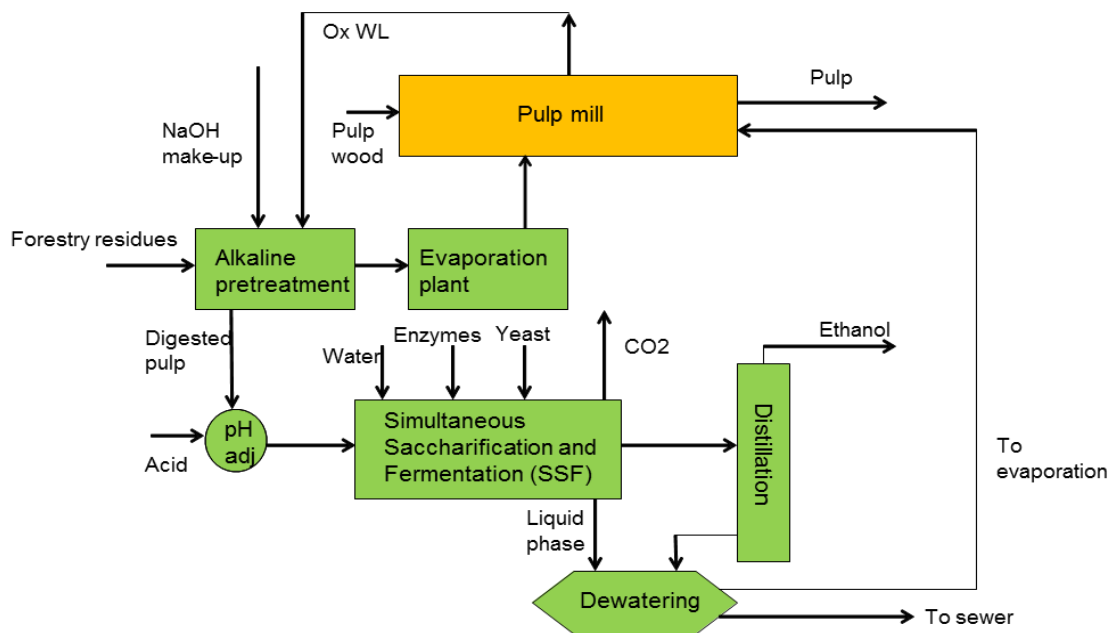 Ox WL
Pulp
Pulp mill
NaOH
make-up
Pulp
wood
Forestry residues
Alkaline
pretreatment
Evaporation
plant
Digested
pulp
Water
Enzymes
Yeast
CO2
Ethanol
pH
adj
Acid
Simultaneous
Saccharification and
Fermentation (SSF)
Distillation
To
evaporation
Liquid
phase
Dewatering
To sewer